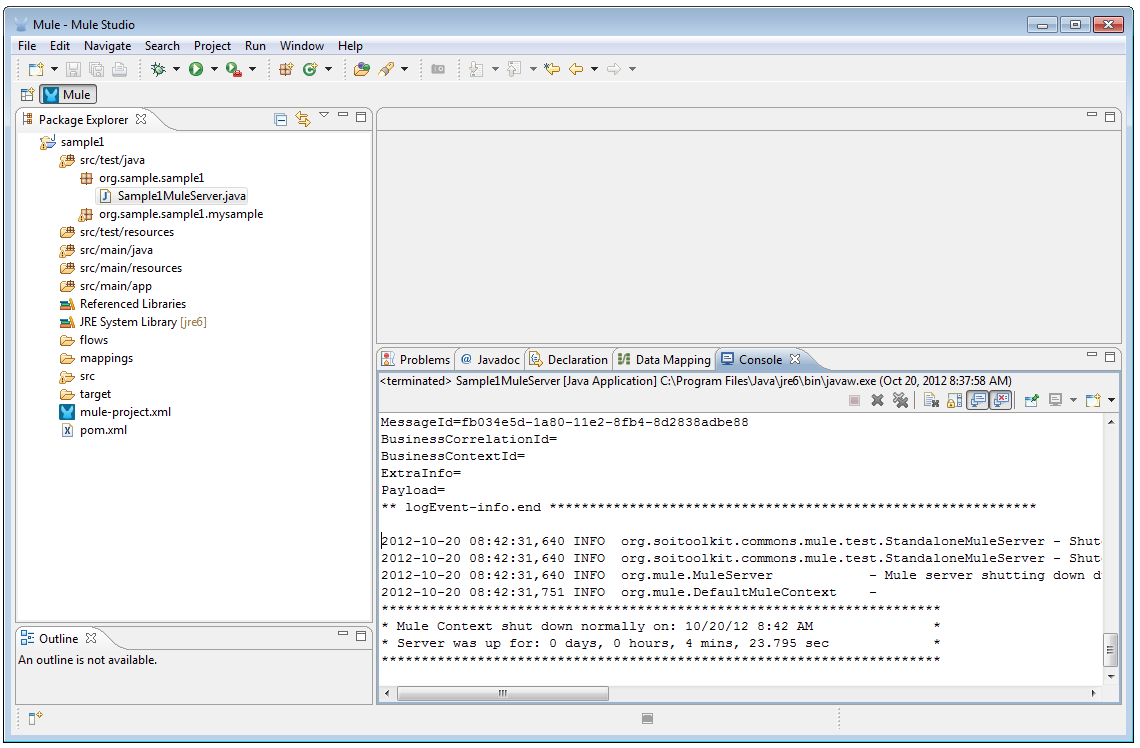 Mule - Mule Studio
File Edit Navigate Search Project Run Window Help
Mule
Package Explorer
sample1
src/test/java
org.sample.sample1
Sample1MuleServer.java
org.sample.sample1.mysample
src/test/resources
src/main/java
src/main/resources
src/main/app
Referenced Libraries
JRE System Library [jre6]
flows
mappings
src
target
mule-project.xml
pom.xml
Outline
An outline is not available.
Problems @ Javadoc Declaration Data Mapping Console
<terminated> Sample1MuleServer [Java Application] C:\Program Files\Java\jre6\bin\javaw.exe (Oct 20, 2012 8:37:58 AM)
MessageId=fb034e5d-1a80-11e2-8fb4-8d2838adbe88
BusinessCorrelationId=
BusinessContextId=
ExtraInfo=
Payload=
** logEvent-info.end *************************************************************
2012-10-20 08:42:31,640 INFO  org.soitoolkit.commons.mule.test.StandaloneMuleServer - Shut
2012-10-20 08:42:31,640 INFO  org.soitoolkit.commons.mule.test.StandaloneMuleServer - Shut
2012-10-20 08:42:31,640 INFO  org.mule.MuleServer            - Mule server shutting down d
2012-10-20 08:42:31,751 INFO  org.mule.DefaultMuleContext    -
**********************************************************************
* Mule Context shut down normally on: 10/20/12 8:42 AM               *
* Server was up for: 0 days, 0 hours, 4 mins, 23.795 sec             *
**********************************************************************